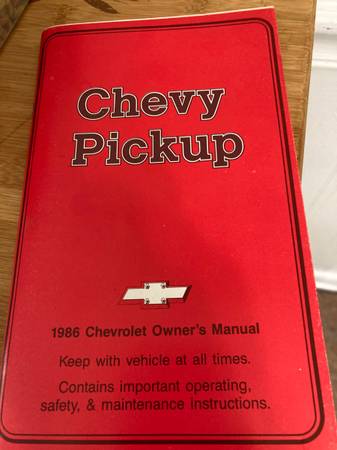 Chevy
Pickup
1986 Chevrolet Owner's Manual
Keep with vehicle at all times.
Contains important operating,
safety, & maintenance instructions.